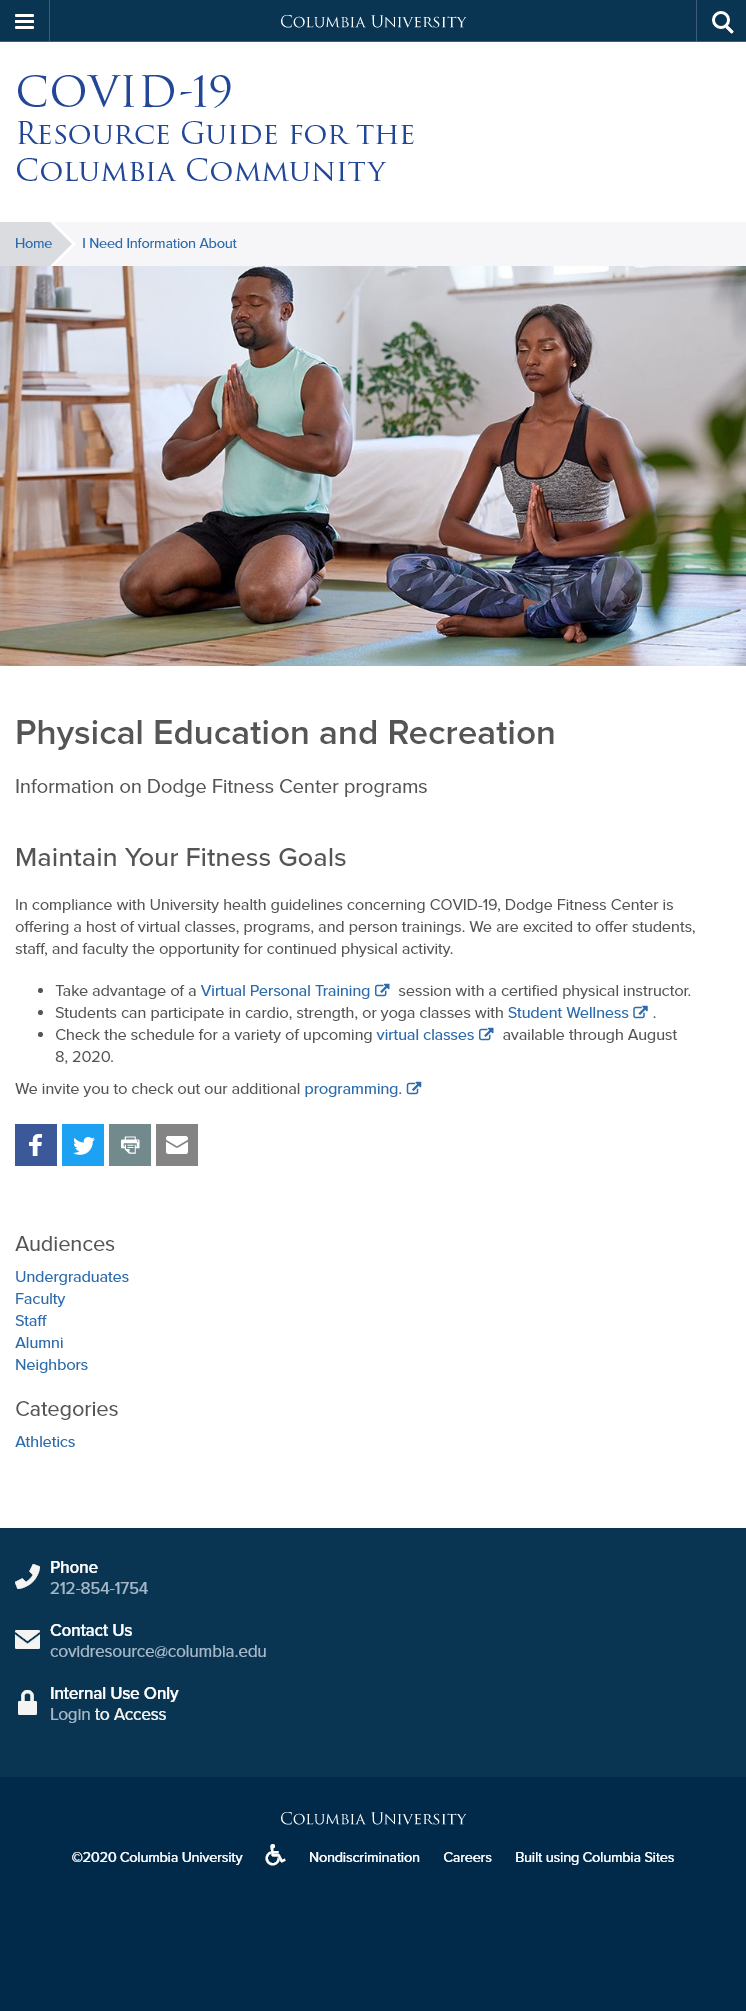 Columbia University
COVID-19
Resource Guide for the
Columbia Community
Home
I Need Information About
Physical Education and Recreation
Information on Dodge Fitness Center programs
Maintain Your Fitness Goals
In compliance with University health guidelines concerning COVID-19, Dodge Fitness Center is
offering a host of virtual classes, programs, and person trainings. We are excited to offer students,
staff, and faculty the opportunity for continued physical activity.
• Take advantage of a Virtual Personal Training session with a certified physical instructor.
• Students can participate in cardio, strength, or yoga classes with Student Wellness .
• Check the schedule for a variety of upcoming virtual classes available through August
8, 2020.
We invite you to check out our additional programming.
Audiences
Undergraduates
Faculty
Staff
Alumni
Neighbors
Categories
Athletics
Phone
212-854-1754
Contact Us
covidresource@columbia.edu
Internal Use Only
Login to Access
Columbia University
©2020 Columbia University Nondiscrimination Careers Built using Columbia Sites